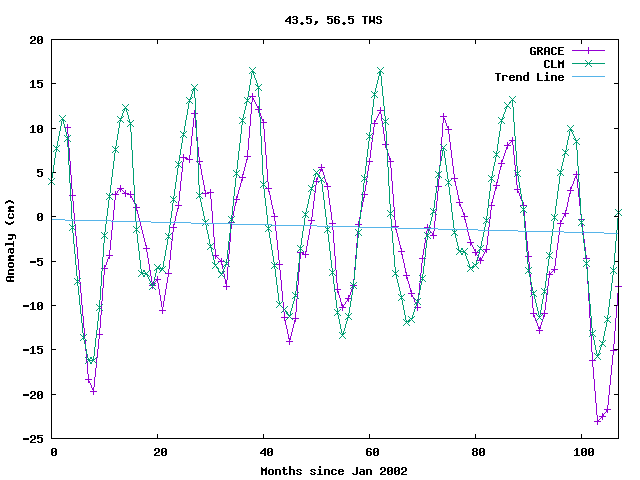 43.5, 56.5 TWS
GRACE
CLM
Trend Line
20
15
10
5
0
-5
-10
-15
-20
-25
Anomaly (cm)
0 20 40 60 80 100
Months since Jan 2002